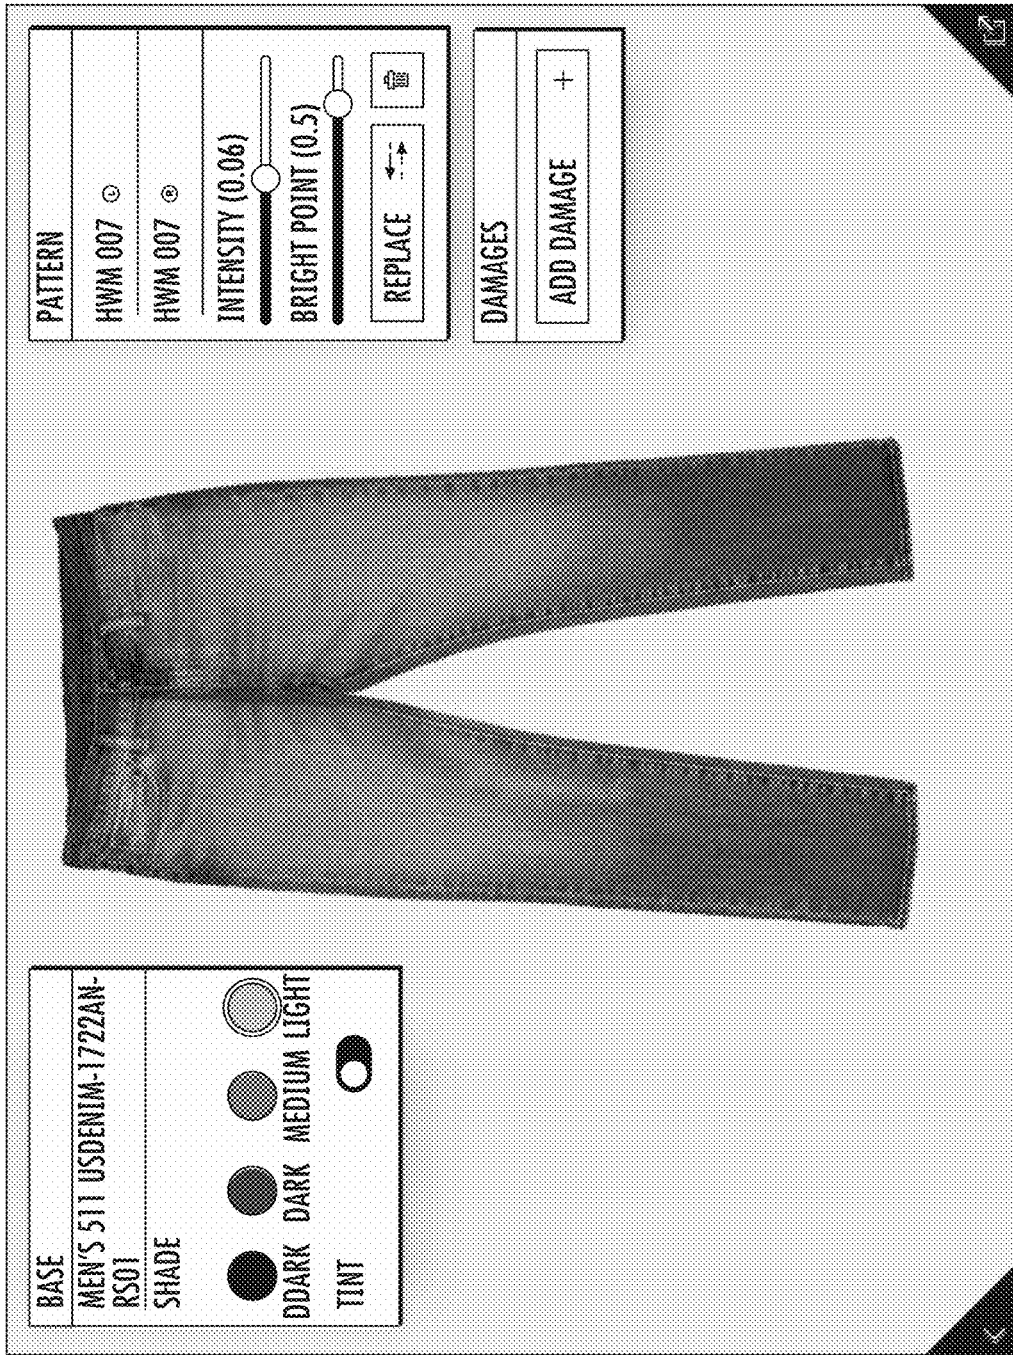 BASE
MEN'S 511 USDENIM-1722AN-
RS01
SHADE
DDARK DARK MEDIUM LIGHT
TINT
PATTERN
HWM 007 L
HWM 007 R
INTENSITY (0.06)
BRIGHT POINT (0.5)
REPLACE
DAMAGES
ADD DAMAGE +